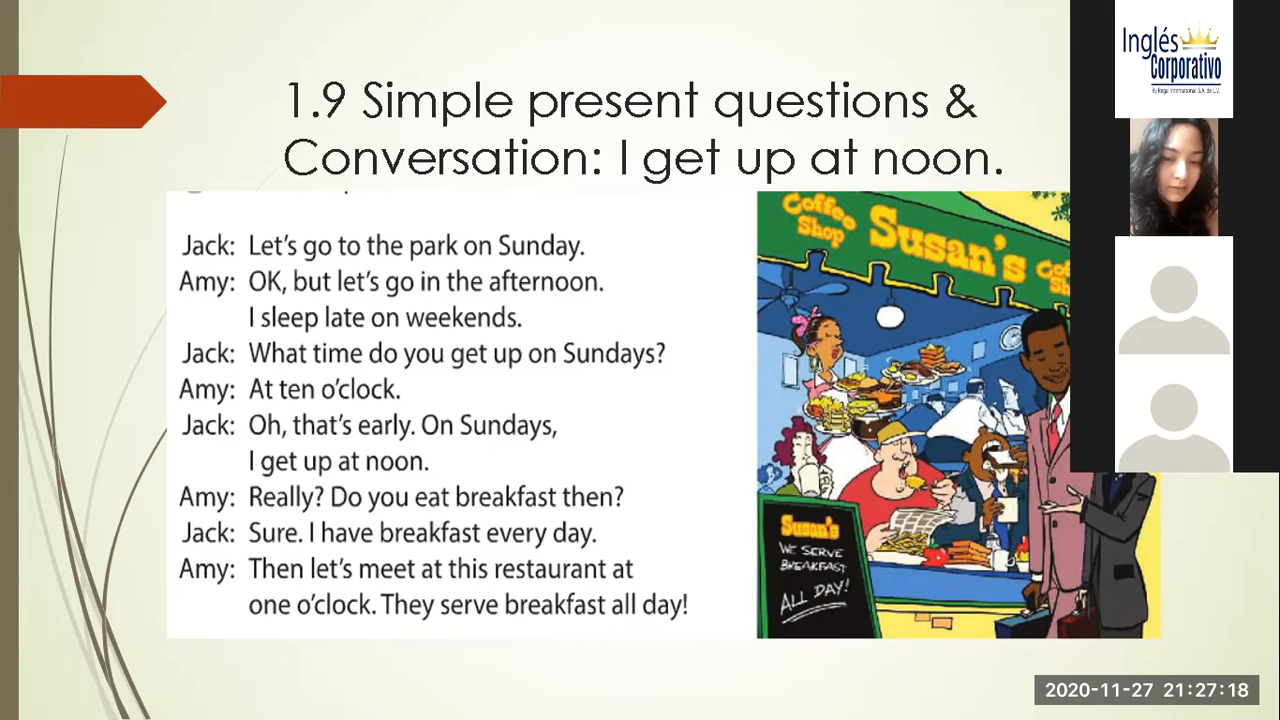 1.9 Simple present questions &
Conversation: I get up at noon.
Jack: Let's go to the park on Sunday.
Amy: OK, but let's go in the afternoon.
I sleep late on weekends.
Jack: What time do you get up on Sundays?
Amy: At ten o'clock.
Jack: Oh, that's early. On Sundays,
I get up at noon.
Amy: Really? Do you eat breakfast then?
Jack: Sure. I have breakfast every day.
Amy: Then let's meet at this restaurant at
one o'clock. They serve breakfast all day!
Coffee
Shop
Susan's
Susan's
WE SERVE
BREAKFAST
ALL DAY!
Inglés
Corporativo
By Regal International S.A. de C.V.
2020-11-27 21:27:18